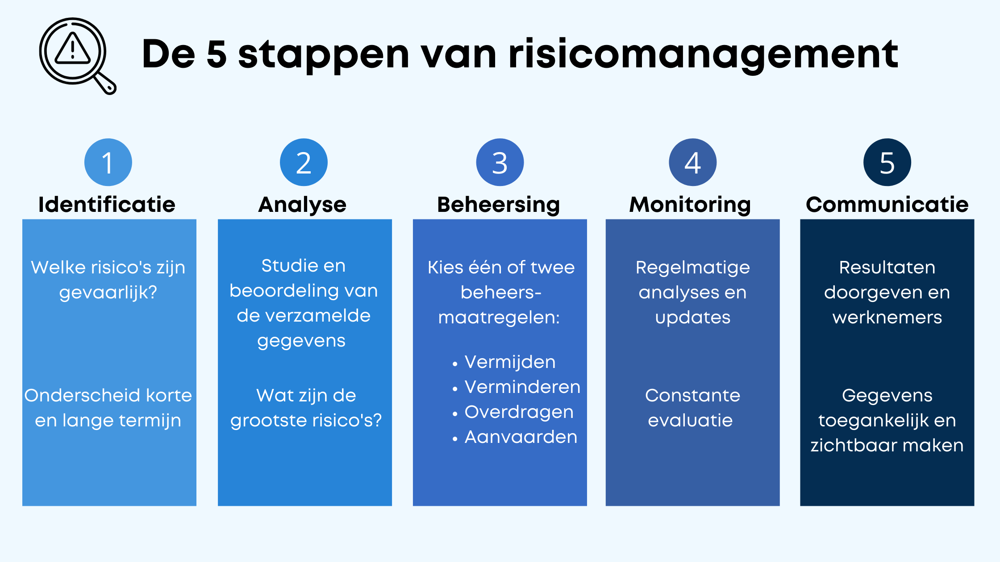 De 5 stappen van risicomanagement
1
Identificatie
Welke risico's zijn
gevaarlijk?
Onderscheid korte
en lange termijn
2
Analyse
Studie en
beoordeling van
de verzamelde
gegevens
Wat zijn de
grootste risico's?
3
Beheersing
Kies één of twee
beheers-
maatregelen:
• Vermijden
• Verminderen
• Overdragen
• Aanvaarden
4
Monitoring
Regelmatige
analyses en
updates
Constante
evaluatie
5
Communicatie
Resultaten
doorgeven en
werknemers
Gegevens
toegankelijk en
zichtbaar maken